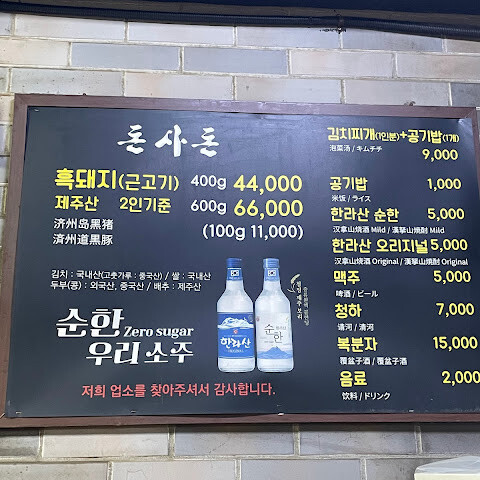 돈사돈
흑돼지(근고기) 400g 44,000
제주산 2인기준 600g 66,000
济州岛黑猪 (100g 11,000)
済州道黒豚
김치 : 국내산(고춧가루 : 중국산) / 쌀 : 국내산
두부(콩) : 외국산, 중국산 / 배추 : 제주산
순한 Zero sugar
우리소주
한라산
순한
저희 업소를 찾아주셔서 감사합니다.
김치찌개(1인분)+공기밥(1개)
泡菜汤 / キムチチ
9,000
공기밥 1,000
米饭 / ライス
한라산 순한 5,000
汉拿山烧酒 Mild / 漢拏山焼酎 Mild
한라산 오리지널 5,000
汉拿山烧酒 Original / 漢拏山焼酎 Original
맥주 5,000
啤酒 / ビール
청하 7,000
清河 / 清河
복분자 15,000
覆盆子酒 / 覆盆子酒
음료 2,000
饮料 / ドリンク